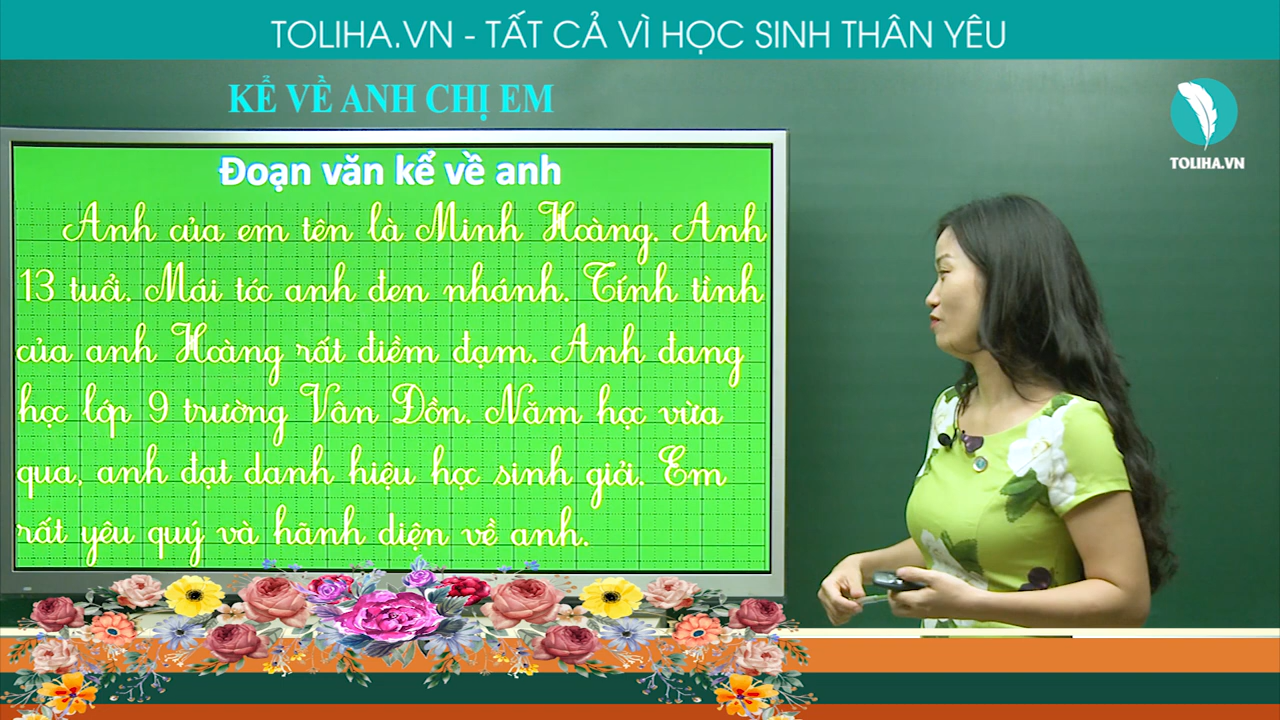 TOLIHA.VN - TẤT CẢ VÌ HỌC SINH THÂN YÊU
KỂ VỀ ANH CHỊ EM
TOLIHA.VN
Đoạn văn kể về anh
Anh của em tên là Minh Hoàng. Anh
13 tuổi. Mái tóc anh đen nhánh. Tính tình
của anh Hoàng rất điềm đạm. Anh đang
học lớp 9 trường Vân Đồn. Năm học vừa
qua, anh đạt danh hiệu học sinh giỏi. Em
rất yêu quý và hãnh diện về anh.